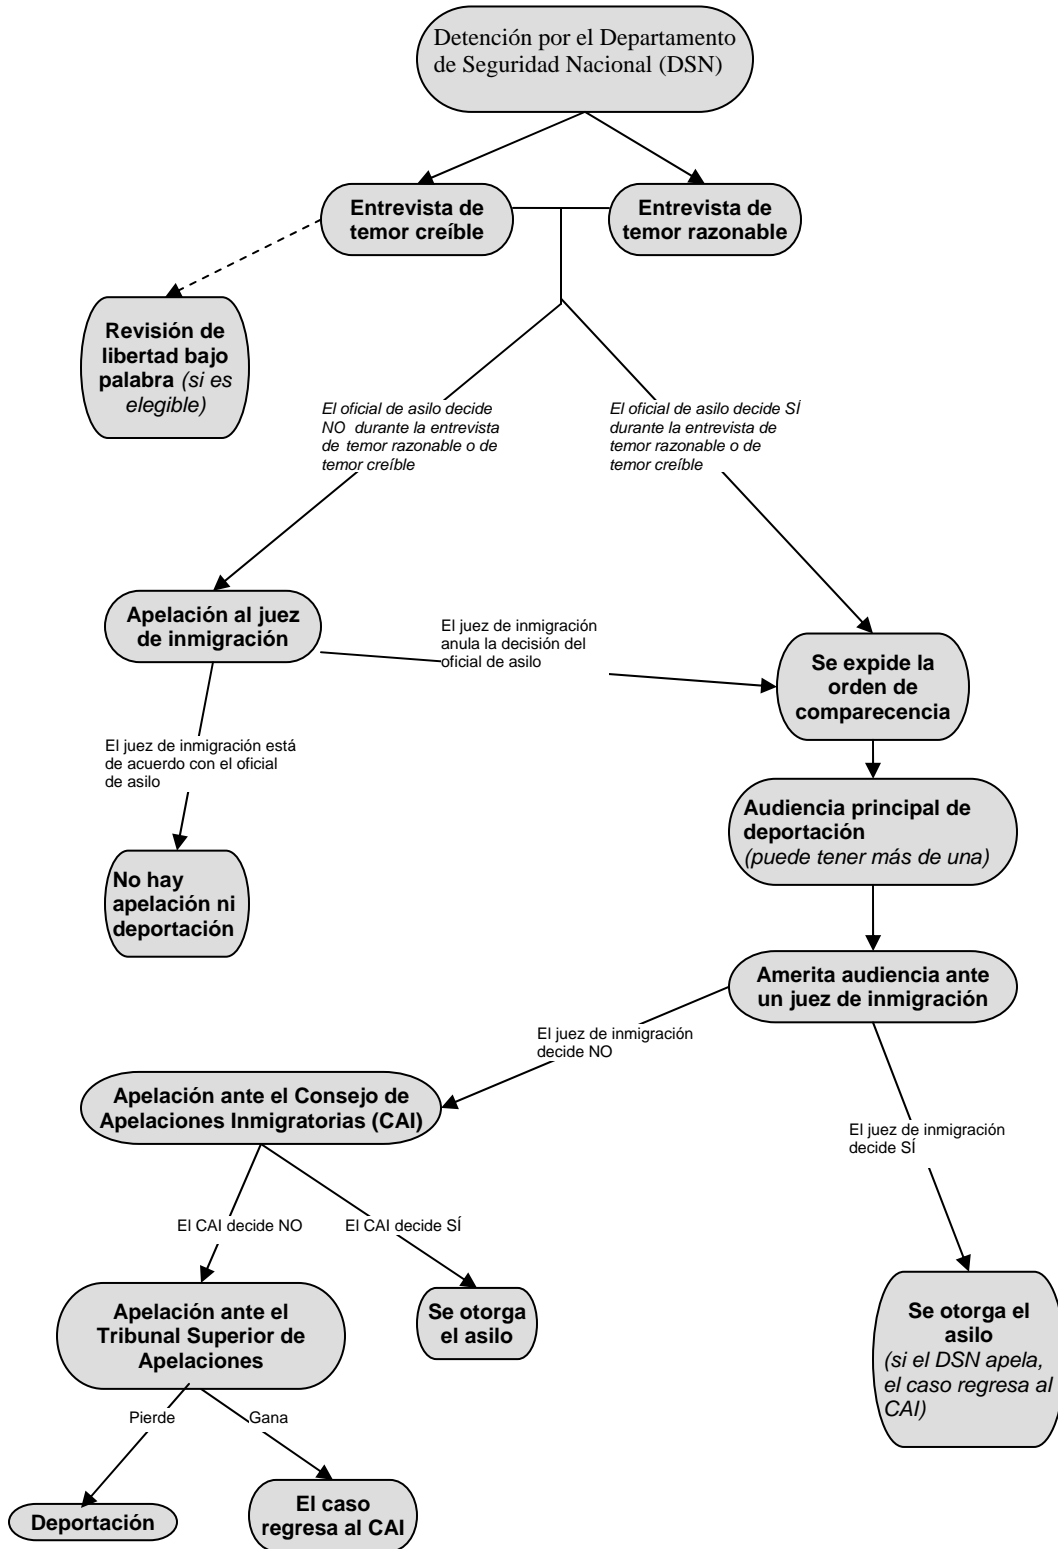 Detención por el Departamento
de Seguridad Nacional (DSN)
Entrevista de
temor creíble
Entrevista de
temor razonable
Revisión de
libertad bajo
palabra (si es
elegible)
El oficial de asilo decide
NO durante la entrevista
de temor razonable o de
temor creíble
El oficial de asilo decide SÍ
durante la entrevista de
temor razonable o de
temor creíble
Apelación al juez
de inmigración
El juez de inmigración
anula la decisión del
oficial de asilo
Se expide la
orden de
comparecencia
El juez de inmigración está
de acuerdo con el oficial
de asilo
Audiencia principal de
deportación
(puede tener más de una)
No hay
apelación ni
deportación
Amerita audiencia ante
un juez de inmigración
El juez de inmigración
decide NO
Apelación ante el Consejo de
Apelaciones Inmigratorias (CAI)
El juez de inmigración
decide SÍ
El CAI decide NO
El CAI decide SÍ
Apelación ante el
Tribunal Superior de
Apelaciones
Se otorga
el asilo
Se otorga el
asilo
(si el DSN apela,
el caso regresa al
CAI)
Pierde
Gana
Deportación
El caso
regresa al CAI